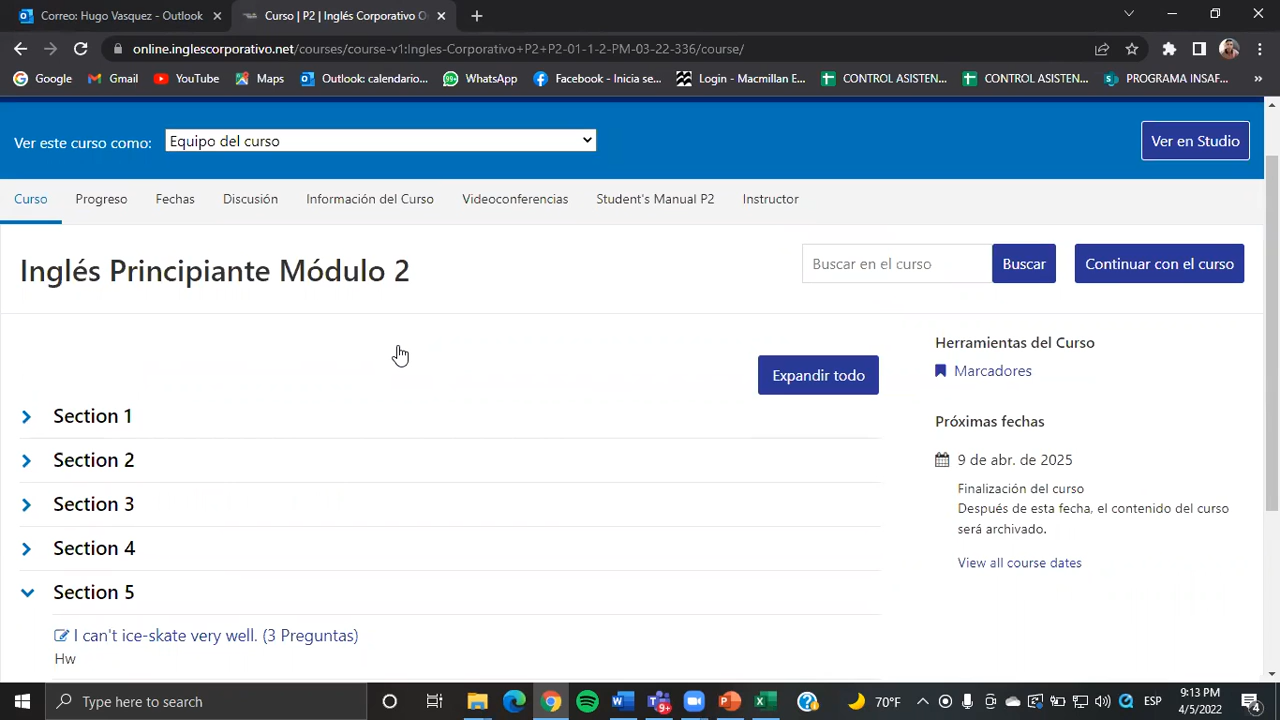 Correo: Hugo Vasquez - Outlook
Curso | P2 | Inglés Corporativo O
online.inglescorporativo.net/courses/course-v1:Ingles-Corporativo+P2+P2-01-1-2-PM-03-22-336/course/
Google
Gmail
YouTube
Maps
Outlook: calendario...
WhatsApp
Facebook - Inicia se...
Login - Macmillan E...
CONTROL ASISTEN...
CONTROL ASISTEN...
PROGRAMA INSAF...
Ver este curso como:
Equipo del curso
Ver en Studio
Curso
Progreso
Fechas
Discusión
Información del Curso
Videoconferencias
Student's Manual P2
Instructor
Inglés Principiante Módulo 2
Buscar en el curso
Buscar
Continuar con el curso
Herramientas del Curso
Marcadores
Expandir todo
Section 1
Section 2
Section 3
Section 4
Section 5
I can't ice-skate very well. (3 Preguntas)
Hw
Próximas fechas
9 de abr. de 2025
Finalización del curso
Después de esta fecha, el contenido del curso
será archivado.
View all course dates
Type here to search
70°F
ESP
9:13 PM
4/5/2022